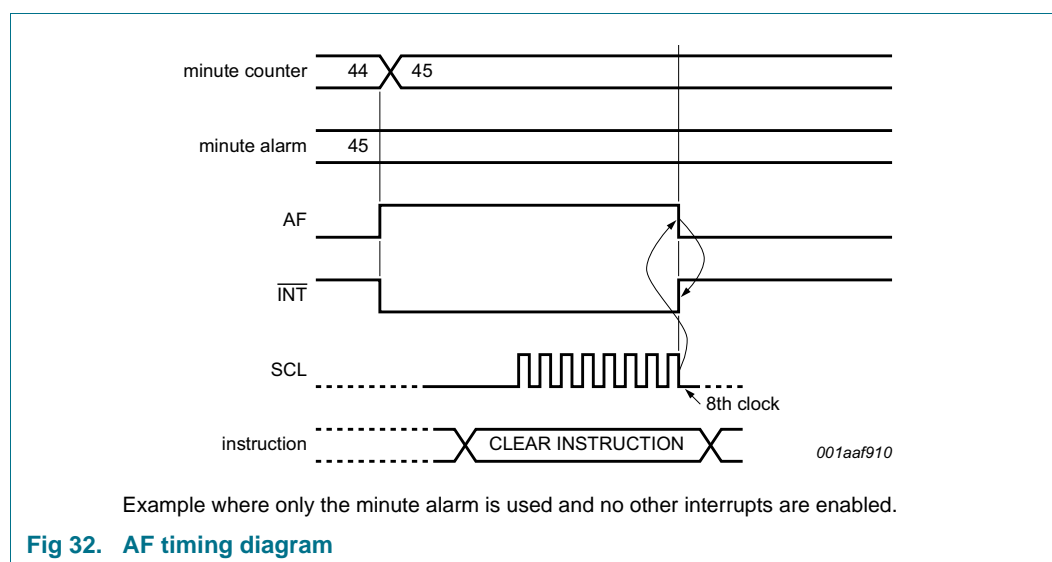 minute counter 44 45
minute alarm 45
AF
INT
SCL
8th clock
instruction CLEAR INSTRUCTION
001aaf910
Example where only the minute alarm is used and no other interrupts are enabled.
Fig 32. AF timing diagram